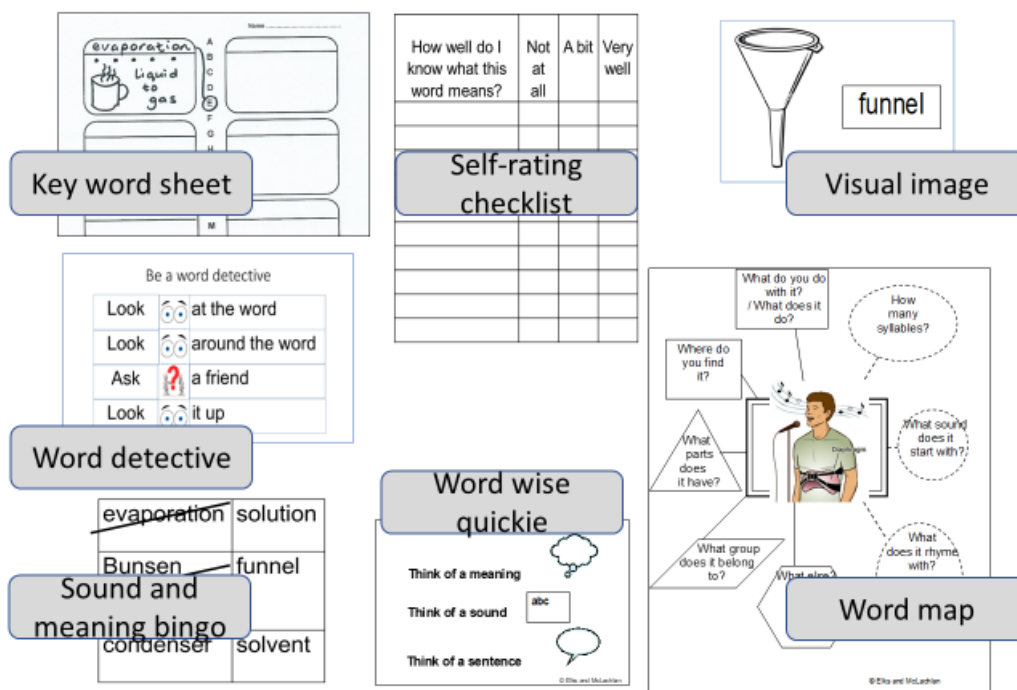 Name
evaporation
liquid
to
gas
A
B
C
D
E
F
G
H
M
Key word sheet
How well do I
know what this
word means?
Not
at
all
A bit
Very
well
Self-rating
checklist
funnel
Visual image
Be a word detective
Look at the word
Look around the word
Ask ? a friend
Look it up
Word detective
evaporation solution
Bunsen funnel
condenser solvent
Sound and
meaning bingo
Word wise
quickie
Think of a meaning
Think of a sound
abc
Think of a sentence
© Elks and McLachlan
What do you do
with it?
/ What does it
do?
How
many
syllables?
Where do
you find
it?
What sound
does it
start with?
Diaphragm
What
parts
does
it have?
What group
does it belong
to?
What else?
What
does it rhyme
with?
Word map
© Elks and McLachlan